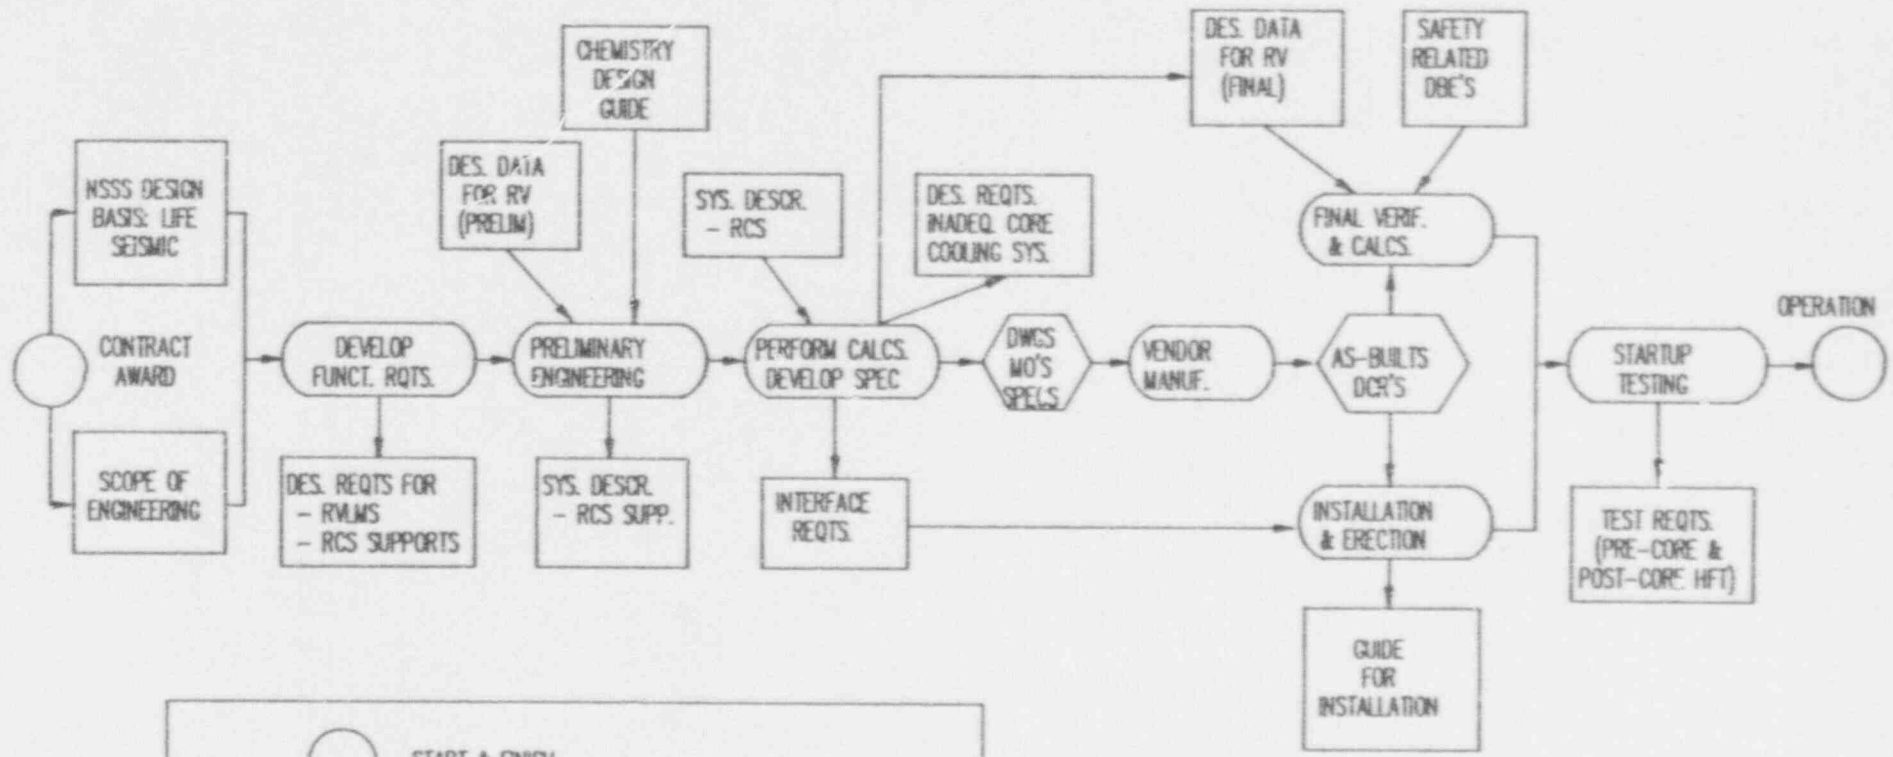 CHEMISTRY
DESIGN
GUIDE
DES. DATA
FOR RV
(FINAL)
SAFETY
RELATED
DBE'S
NSSS DESIGN
BASIS: LIFE
SEISMIC
DES. DATA
FOR RV
(PRELIM)
SYS. DESCR.
- RCS
DES. REQTS.
INADEQ. CORE
COOLING SYS.
FINAL VERIF.
& CALCS.
OPERATION
CONTRACT
AWARD
DEVELOP
FUNCT. RQTS.
PRELIMINARY
ENGINEERING
PERFORM CALCS.
DEVELOP SPEC
DWGS
MO'S
SPECS
VENDOR
MANUF.
AS-BUILTS
DCR'S
STARTUP
TESTING
SCOPE OF
ENGINEERING
DES. REQTS FOR
- RVLMS
- RCS SUPPORTS
SYS. DESCR.
- RCS SUPP.
INTERFACE
REQTS.
INSTALLATION
& ERECTION
TEST REQTS.
(PRE-CORE &
POST-CORE HFT)
GUIDE
FOR
INSTALLATION
START & FINISH